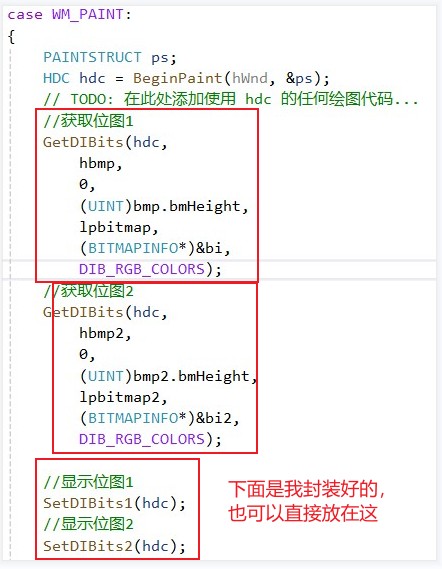 case WM_PAINT:
{
PAINTSTRUCT ps;
HDC hdc = BeginPaint(hWnd, &ps);
// TODO: 在此处添加使用 hdc 的任何绘图代码...
//获取位图1
GetDIBits(hdc,
hbmp,
0,
(UINT)bmp.bmHeight,
lpbitmap,
(BITMAPINFO*)&bi,
DIB_RGB_COLORS);
//获取位图2
GetDIBits(hdc,
hbmp2,
0,
(UINT)bmp2.bmHeight,
lpbitmap2,
(BITMAPINFO*)&bi2,
DIB_RGB_COLORS);
//显示位图1
SetDIBits1(hdc);
//显示位图2
SetDIBits2(hdc);
下面是我封装好的，
也可以直接放在这